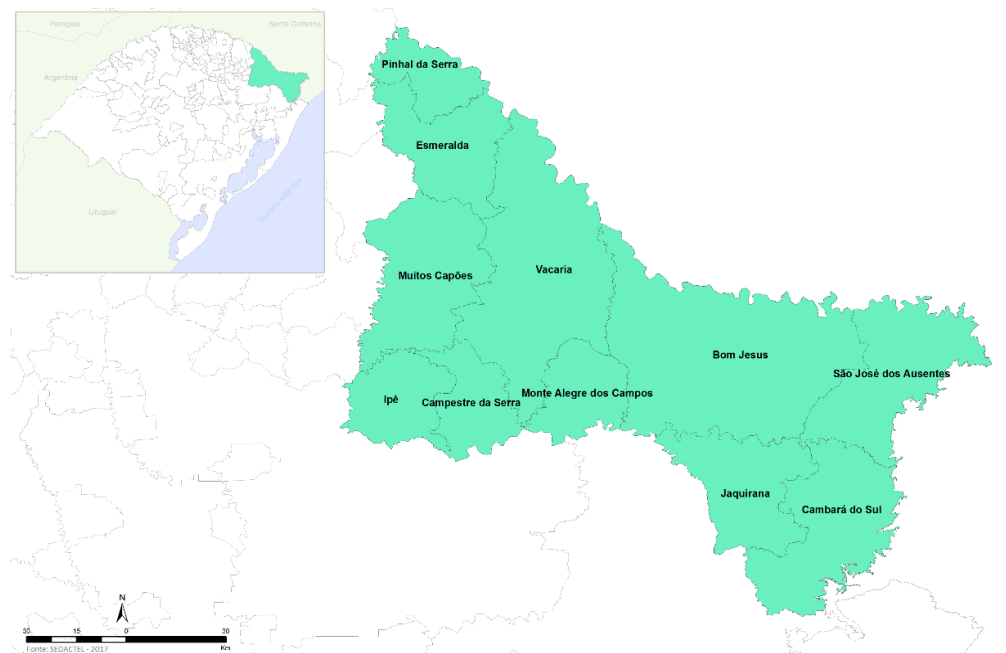 Paraguai
Santa Catarina
Argentina
Uruguai
Oceano Atlântico
Pinhal da Serra
Esmeralda
Muitos Capões
Vacaria
Bom Jesus
São José dos Ausentes
Ipê
Campestre da Serra
Monte Alegre dos Campos
Jaquirana
Cambará do Sul
N
30 15 0 30
Km
Fonte: SEDACTEL - 2017